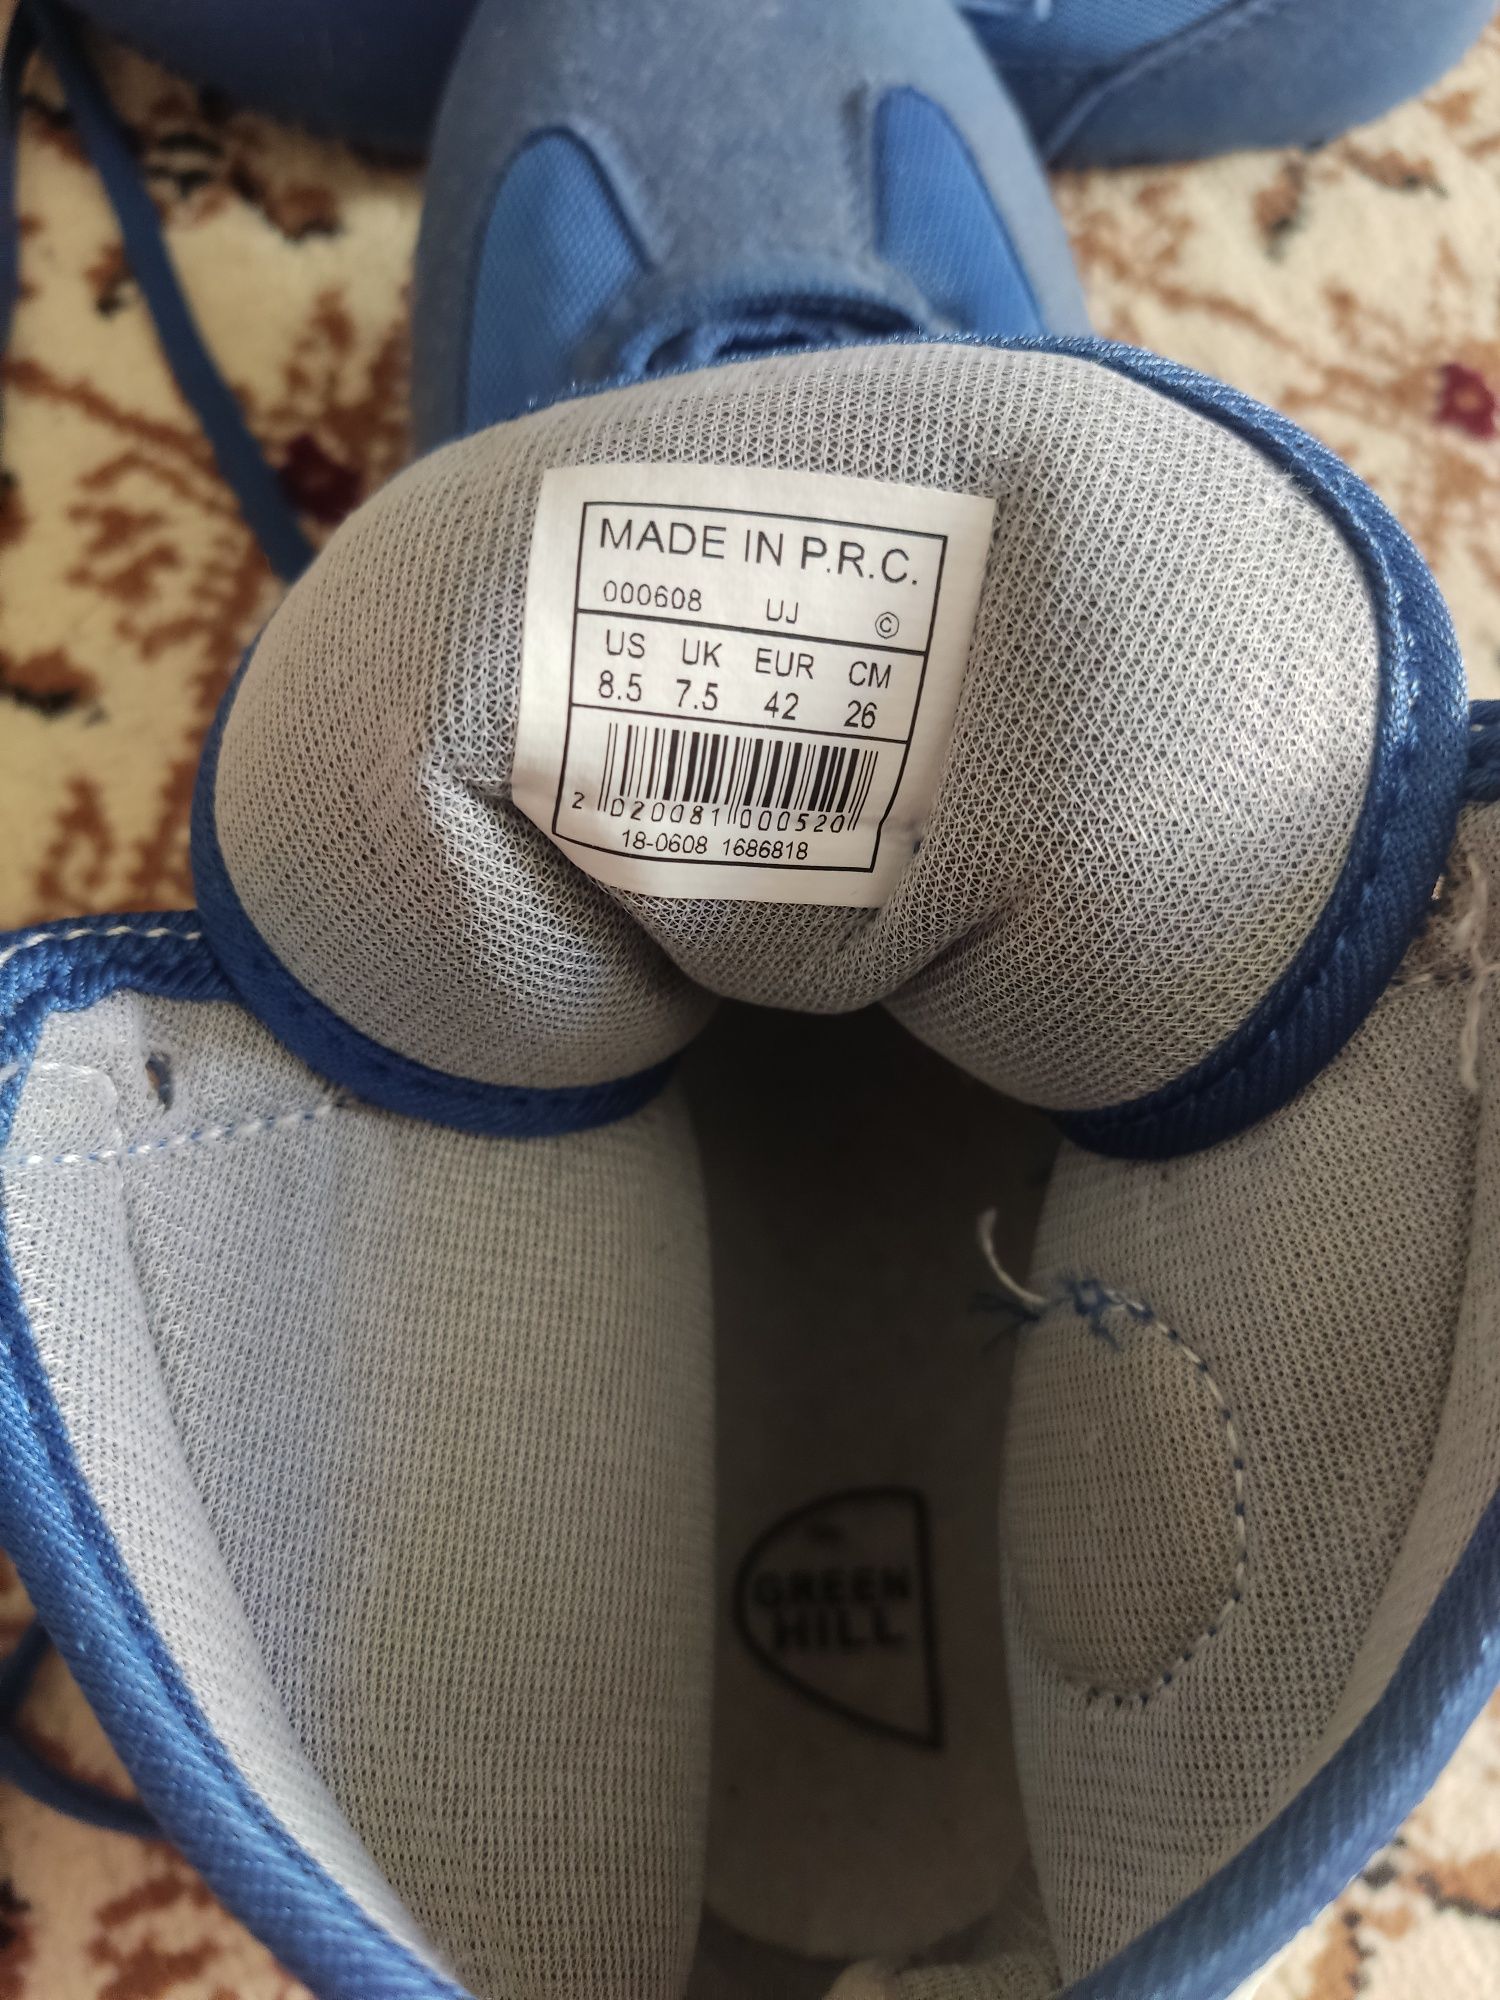 MADE IN P.R.C.
000608 UJ ©
US UK EUR CM
8.5 7.5 42 26
2 020081 000520
18-0608 1686818
GREEN
HILL